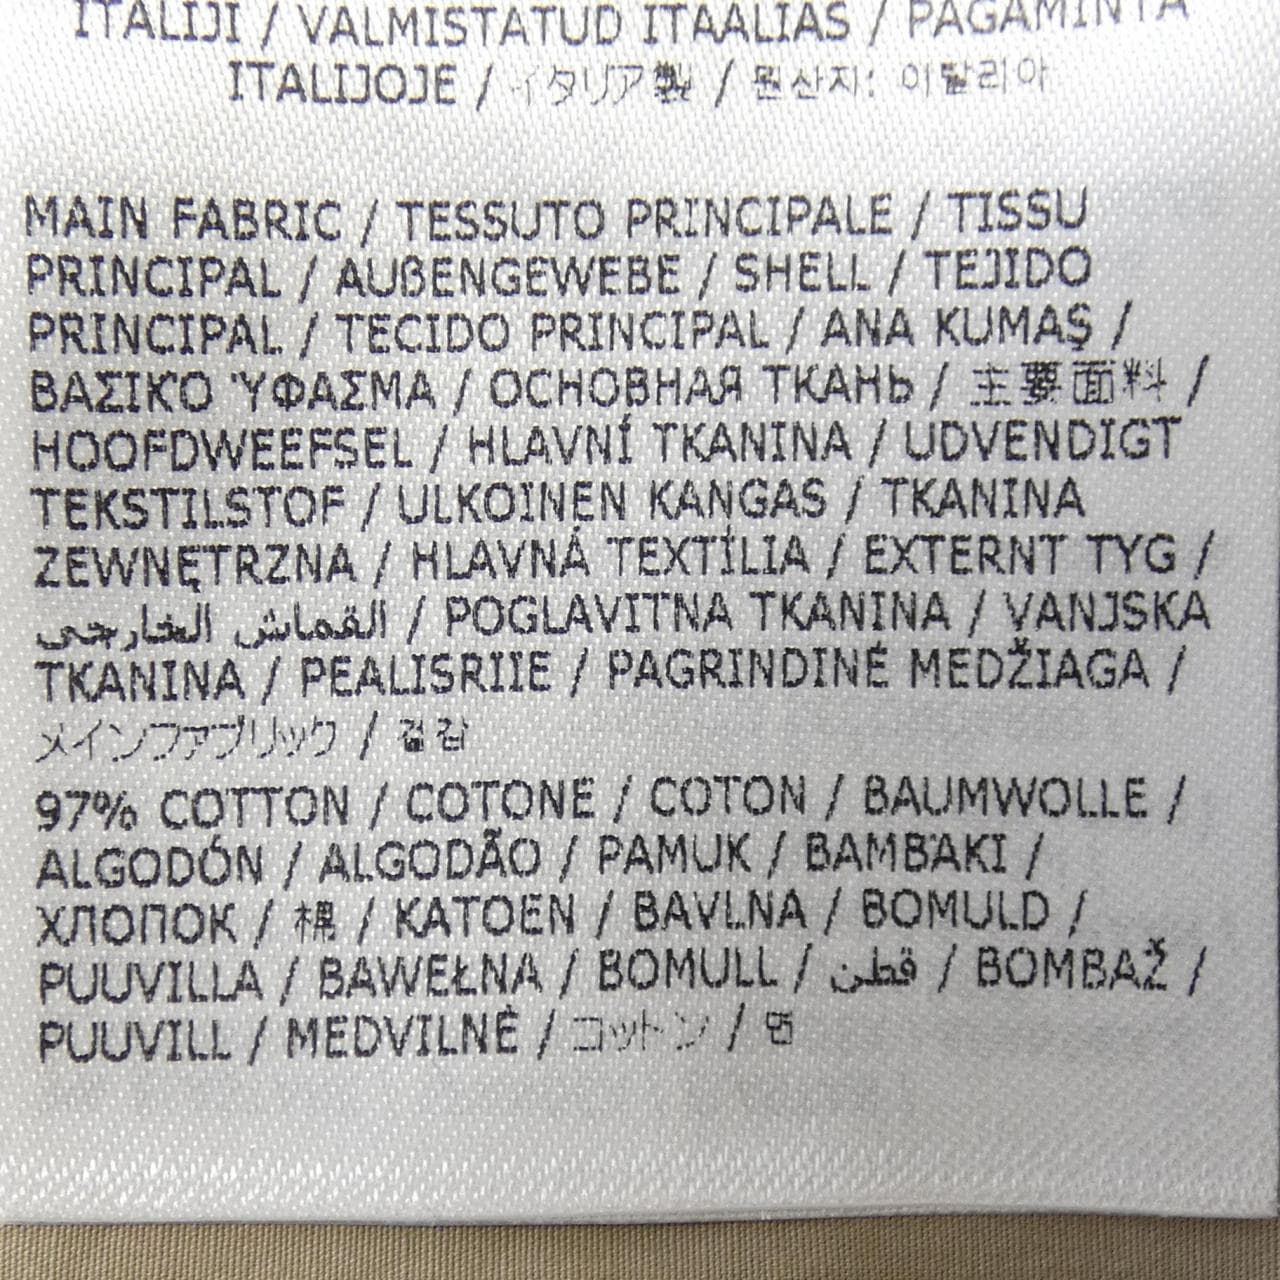 ITALIJI / VALMISTATUD ITAALIAS / PAGAMINTA
ITALIJOJE / イタリア製 / 원산지: 이탈리아
MAIN FABRIC / TESSUTO PRINCIPALE / TISSU
PRINCIPAL / AUßENGEWEBE / SHELL / TEJIDO
PRINCIPAL / TECIDO PRINCIPAL / ANA KUMAŞ /
ΒΑΣΙΚΟ ΎΦΑΣΜΑ / ОСНОВНАЯ ТКАНЬ / 主要面料 /
HOOFDWEEFSEL / HLAVNÍ TKANINA / UDVENDIGT
TEKSTILSTOF / ULKOINEN KANGAS / TKANINA
ZEWNĘTRZNA / HLAVNÁ TEXTÍLIA / EXTERNT TYG /
القماش الخارجي / POGLAVITNA TKANINA / VANJSKA
TKANINA / PEALISRIIE / PAGRINDINĖ MEDŽIAGA /
メインファブリック / 겉감
97% COTTON / COTONE / COTON / BAUMWOLLE /
ALGODÓN / ALGODÃO / PAMUK / ΒΑΜΒΆΚΙ /
ХЛОПОК / 棉 / KATOEN / BAVLNA / BOMULD /
PUUVILLA / BAWEŁNA / BOMULL / قطن / BOMBAŽ /
PUUVILL / MEDVILNĖ / コットン / 면